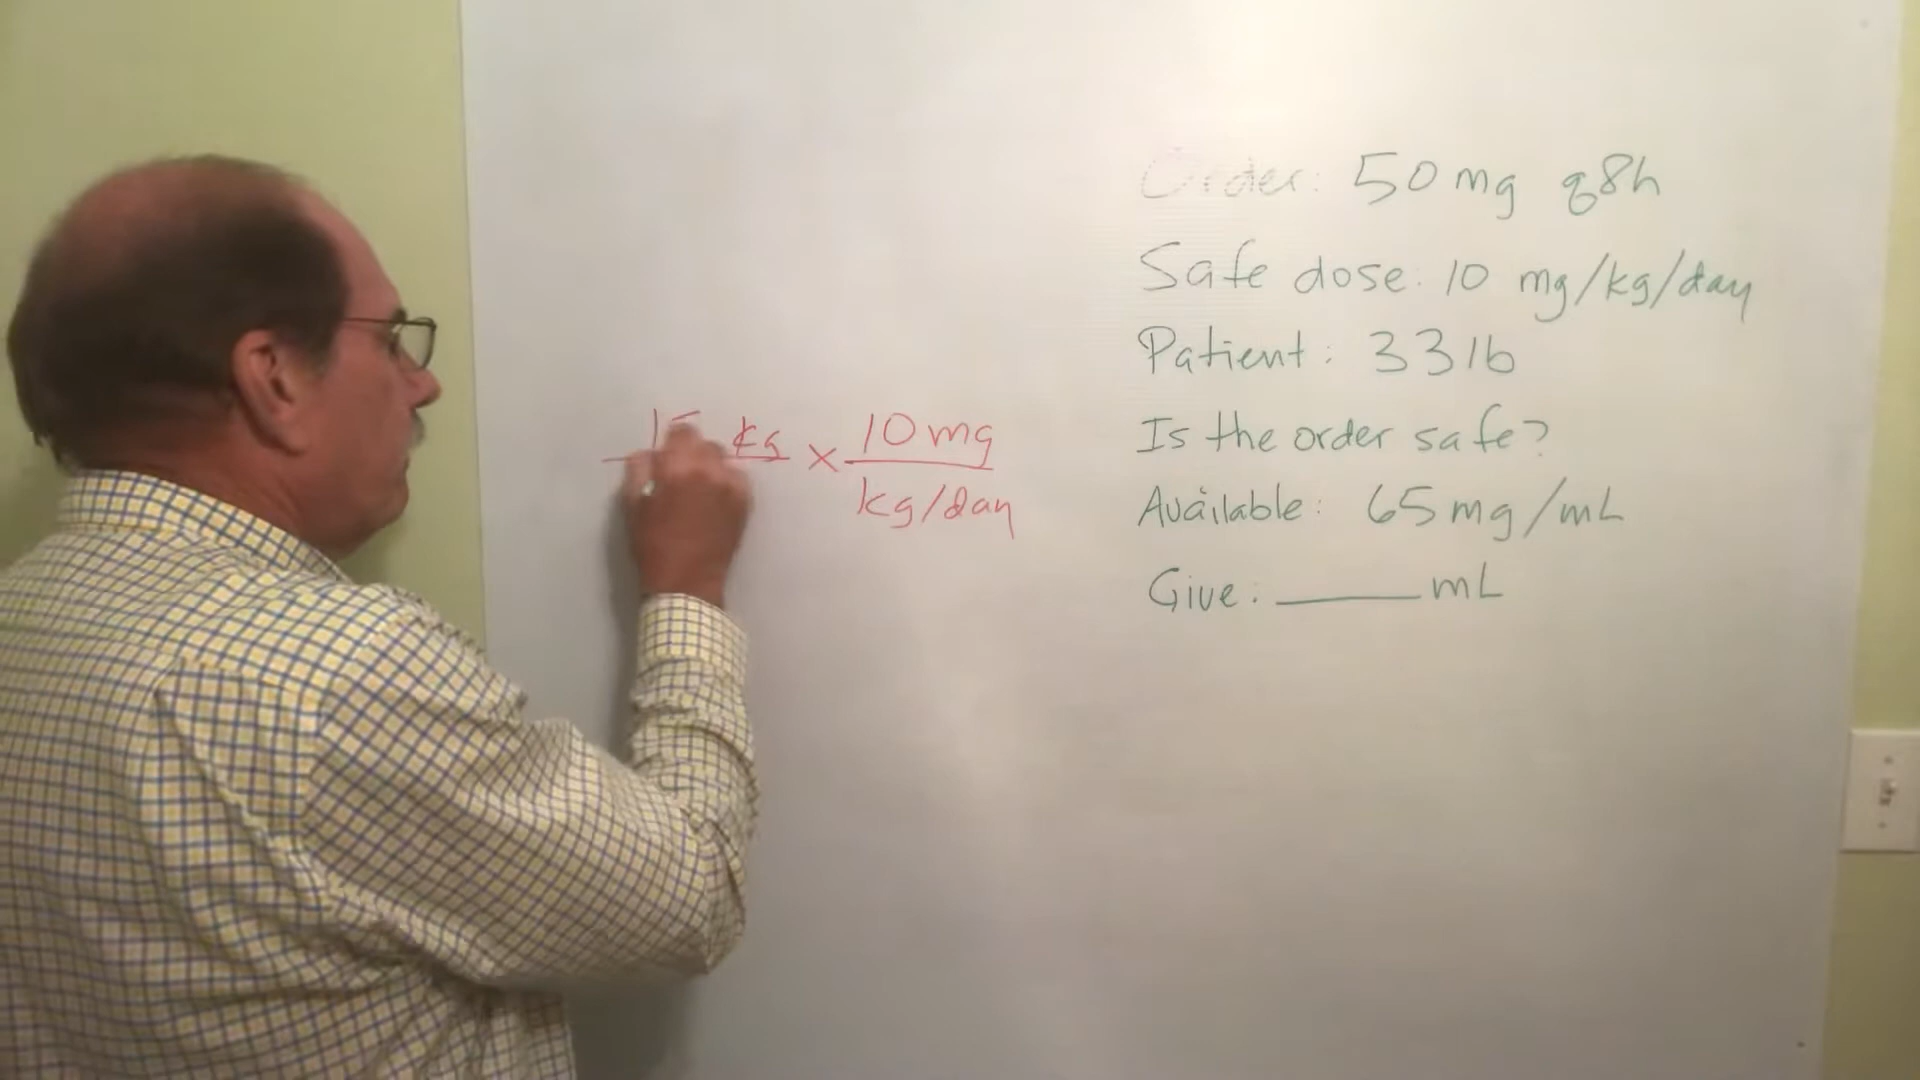 15 kg × 10 mg
kg/day
Order: 50 mg q8h
Safe dose: 10 mg/kg/day
Patient: 33 lb
Is the order safe?
Available: 65 mg/mL
Give: ____ mL